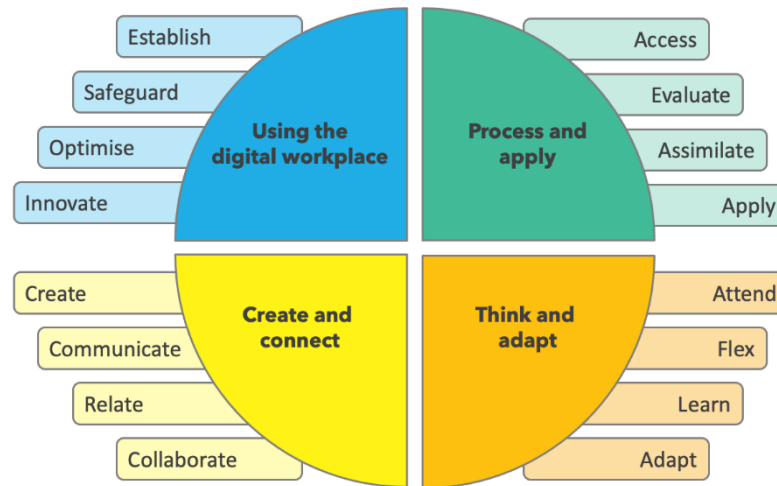 Establish
Safeguard
Optimise
Innovate
Using the
digital workplace
Process and
apply
Access
Evaluate
Assimilate
Apply
Create
Communicate
Relate
Collaborate
Create and
connect
Think and
adapt
Attend
Flex
Learn
Adapt